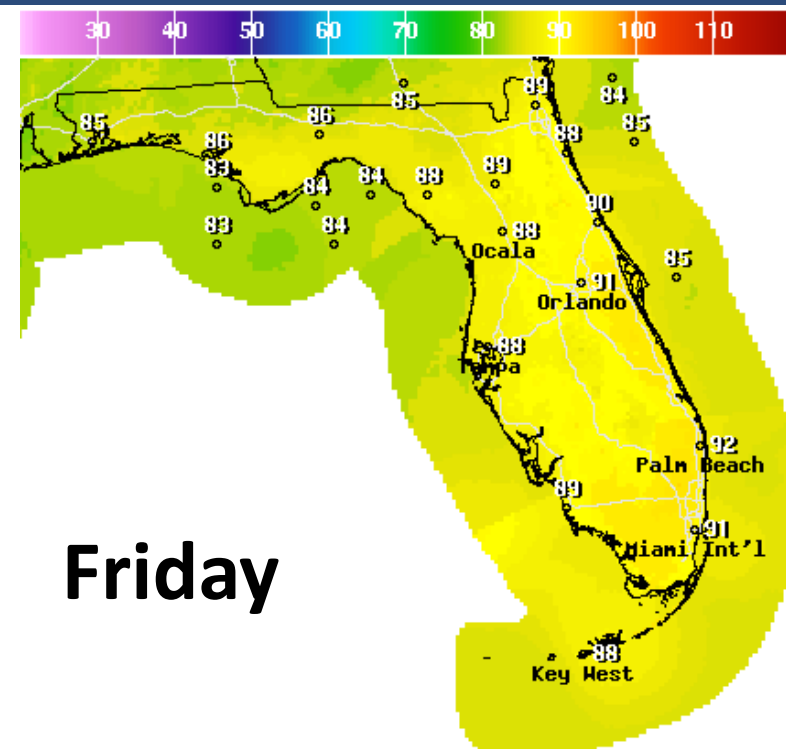 30 40 50 60 70 80 90 100 110
89 84
85
85 86 88 85
86
83 84 84 88 89
90
83 84 88
Ocala
85
91
Orlando
88
Tampa
92
Palm Beach
89
91
Miami Int'l
Friday
88
Key West